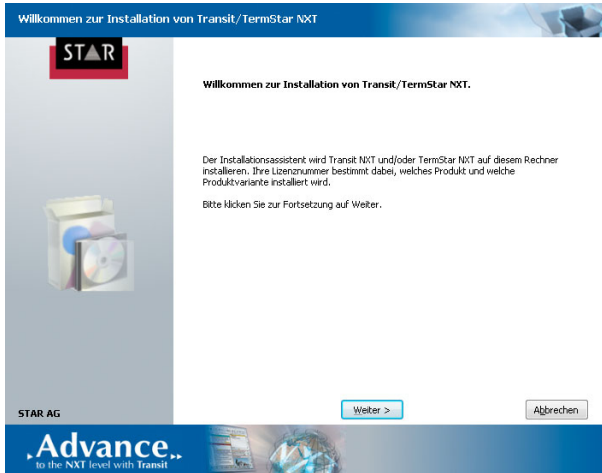 Willkommen zur Installation von Transit/TermStar NXT
STAR
Willkommen zur Installation von Transit/TermStar NXT.
Der Installationsassistent wird Transit NXT und/oder TermStar NXT auf diesem Rechner
installieren. Ihre Lizenznummer bestimmt dabei, welches Produkt und welche
Produktvariante installiert wird.
Bitte klicken Sie zur Fortsetzung auf Weiter.
STAR AG
Weiter >
Abbrechen
Advance
to the NXT level with Transit